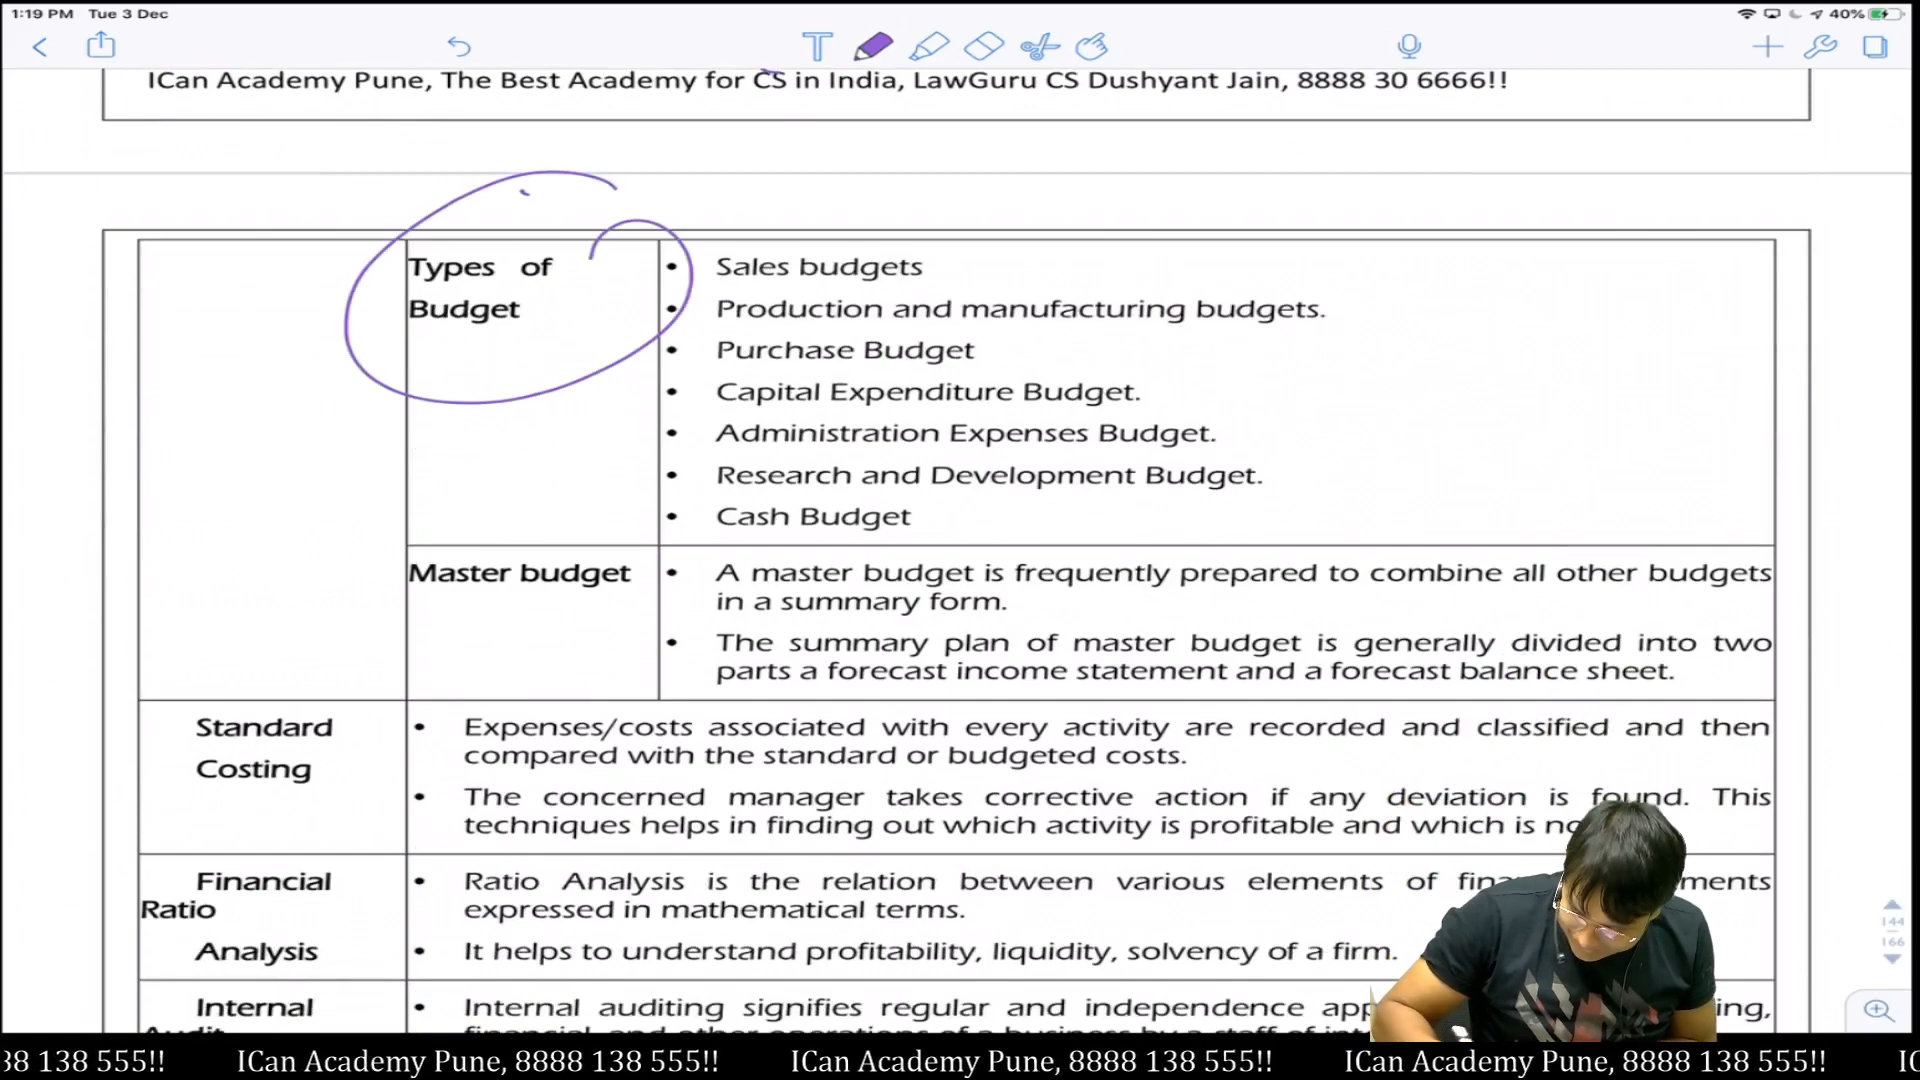 1:19 PM Tue 3 Dec
40%
ICan Academy Pune, The Best Academy for CS in India, LawGuru CS Dushyant Jain, 8888 30 6666!!
Types of
Budget
• Sales budgets
• Production and manufacturing budgets.
• Purchase Budget
• Capital Expenditure Budget.
• Administration Expenses Budget.
• Research and Development Budget.
• Cash Budget
Master budget
• A master budget is frequently prepared to combine all other budgets
in a summary form.
• The summary plan of master budget is generally divided into two
parts a forecast income statement and a forecast balance sheet.
Standard
Costing
• Expenses/costs associated with every activity are recorded and classified and then
compared with the standard or budgeted costs.
• The concerned manager takes corrective action if any deviation is found. This
techniques helps in finding out which activity is profitable and which is
Financial
Ratio
Analysis
• Ratio Analysis is the relation between various elements of
expressed in mathematical terms.
• It helps to understand profitability, liquidity, solvency of a firm.
Internal
• Internal auditing signifies regular and independence
144
166
38 138 555!! ICan Academy Pune, 8888 138 555!! ICan Academy Pune, 8888 138 555!! ICan Academy Pune, 8888 138 555!!